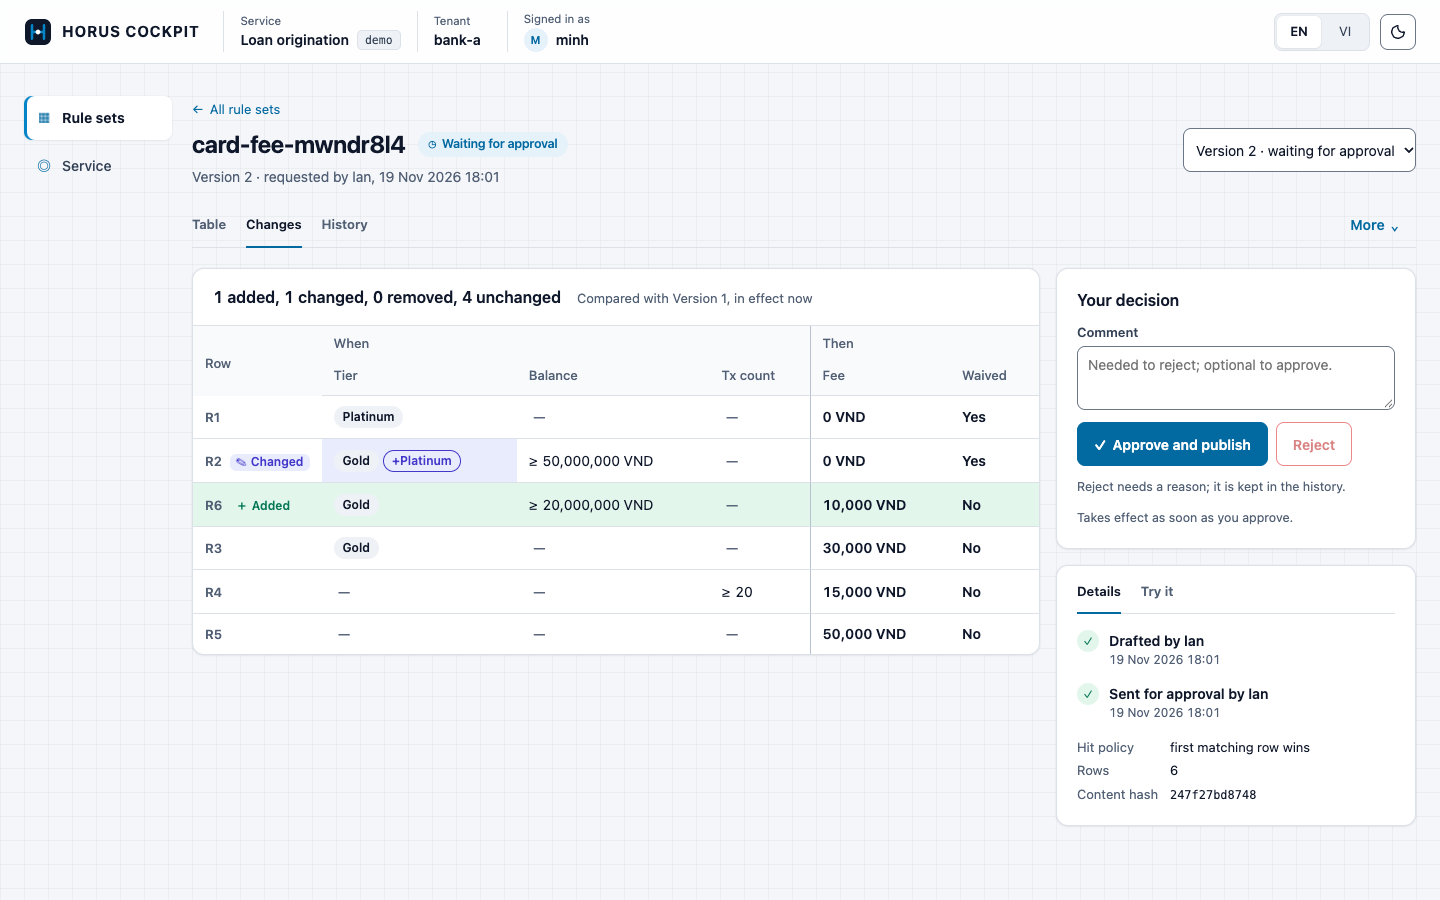 HORUS COCKPIT
Service
Loan origination demo
Tenant
bank-a
Signed in as
M minh
EN VI
Rule sets
Service
← All rule sets
card-fee-mwndr8l4 Waiting for approval
Version 2 · requested by lan, 19 Nov 2026 18:01
Version 2 · waiting for approval
Table Changes History
More
1 added, 1 changed, 0 removed, 4 unchanged Compared with Version 1, in effect now
Row When Then
Tier Balance Tx count Fee Waived
R1 Platinum — — 0 VND Yes
R2 Changed Gold +Platinum ≥ 50,000,000 VND — 0 VND Yes
R6 + Added Gold ≥ 20,000,000 VND — 10,000 VND No
R3 Gold — — 30,000 VND No
R4 — — ≥ 20 15,000 VND No
R5 — — — 50,000 VND No
Your decision
Comment
Needed to reject; optional to approve.
✓ Approve and publish Reject
Reject needs a reason; it is kept in the history.
Takes effect as soon as you approve.
Details Try it
✓ Drafted by lan
19 Nov 2026 18:01
✓ Sent for approval by lan
19 Nov 2026 18:01
Hit policy first matching row wins
Rows 6
Content hash 247f27bd8748